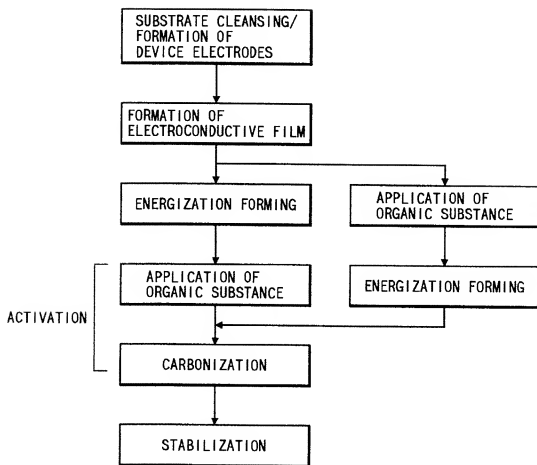 SUBSTRATE CLEANSING/
FORMATION OF
DEVICE ELECTRODES
FORMATION OF
ELECTROCONDUCTIVE FILM
ENERGIZATION FORMING
APPLICATION OF
ORGANIC SUBSTANCE
APPLICATION OF
ORGANIC SUBSTANCE
ENERGIZATION FORMING
ACTIVATION
CARBONIZATION
STABILIZATION